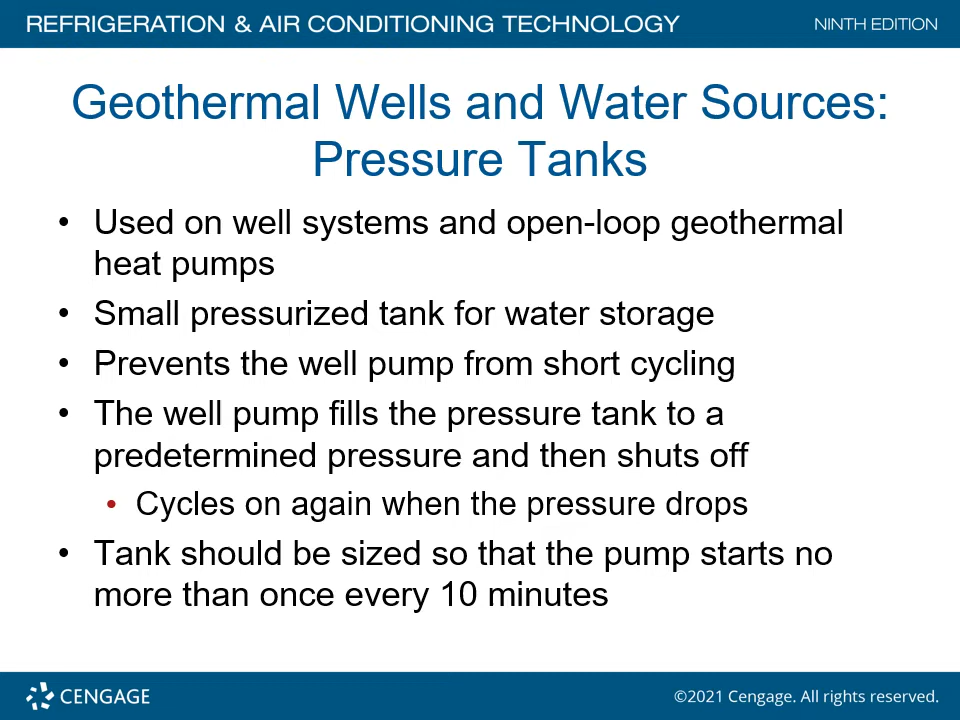 REFRIGERATION & AIR CONDITIONING TECHNOLOGY
NINTH EDITION
Geothermal Wells and Water Sources:
Pressure Tanks
• Used on well systems and open-loop geothermal
heat pumps
• Small pressurized tank for water storage
• Prevents the well pump from short cycling
• The well pump fills the pressure tank to a
predetermined pressure and then shuts off
• Cycles on again when the pressure drops
• Tank should be sized so that the pump starts no
more than once every 10 minutes
CENGAGE
©2021 Cengage. All rights reserved.